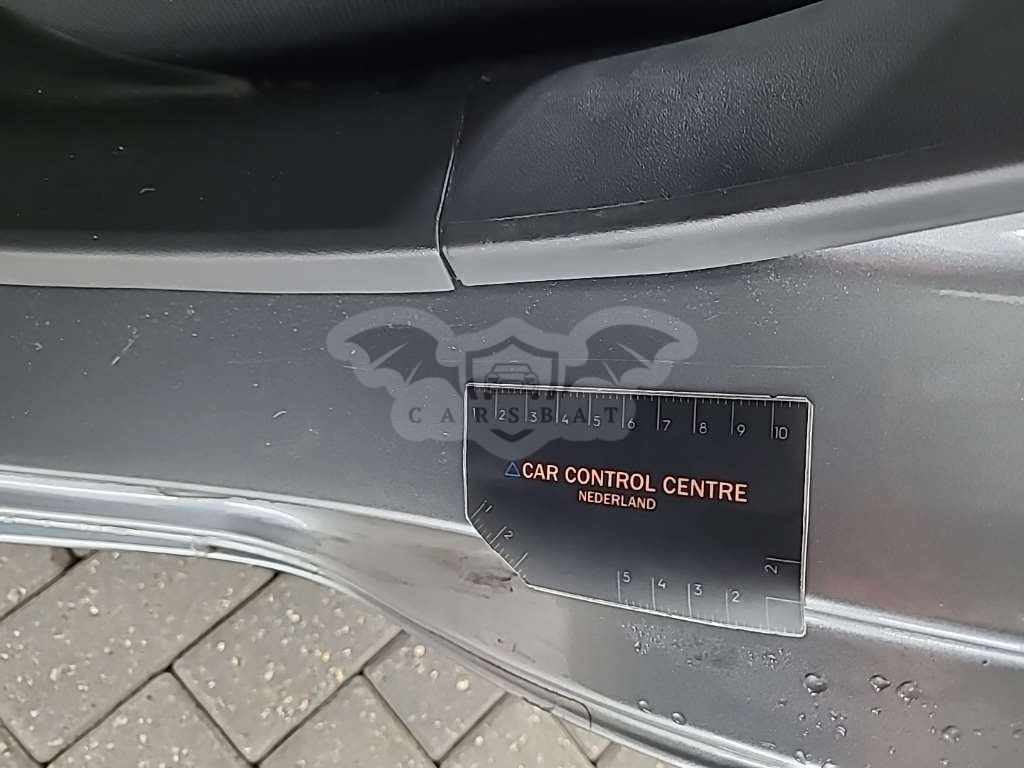 CARSBAT
1 2 3 4 5 6 7 8 9 10
CAR CONTROL CENTRE
NEDERLAND
1 2
5 4 3 2
2